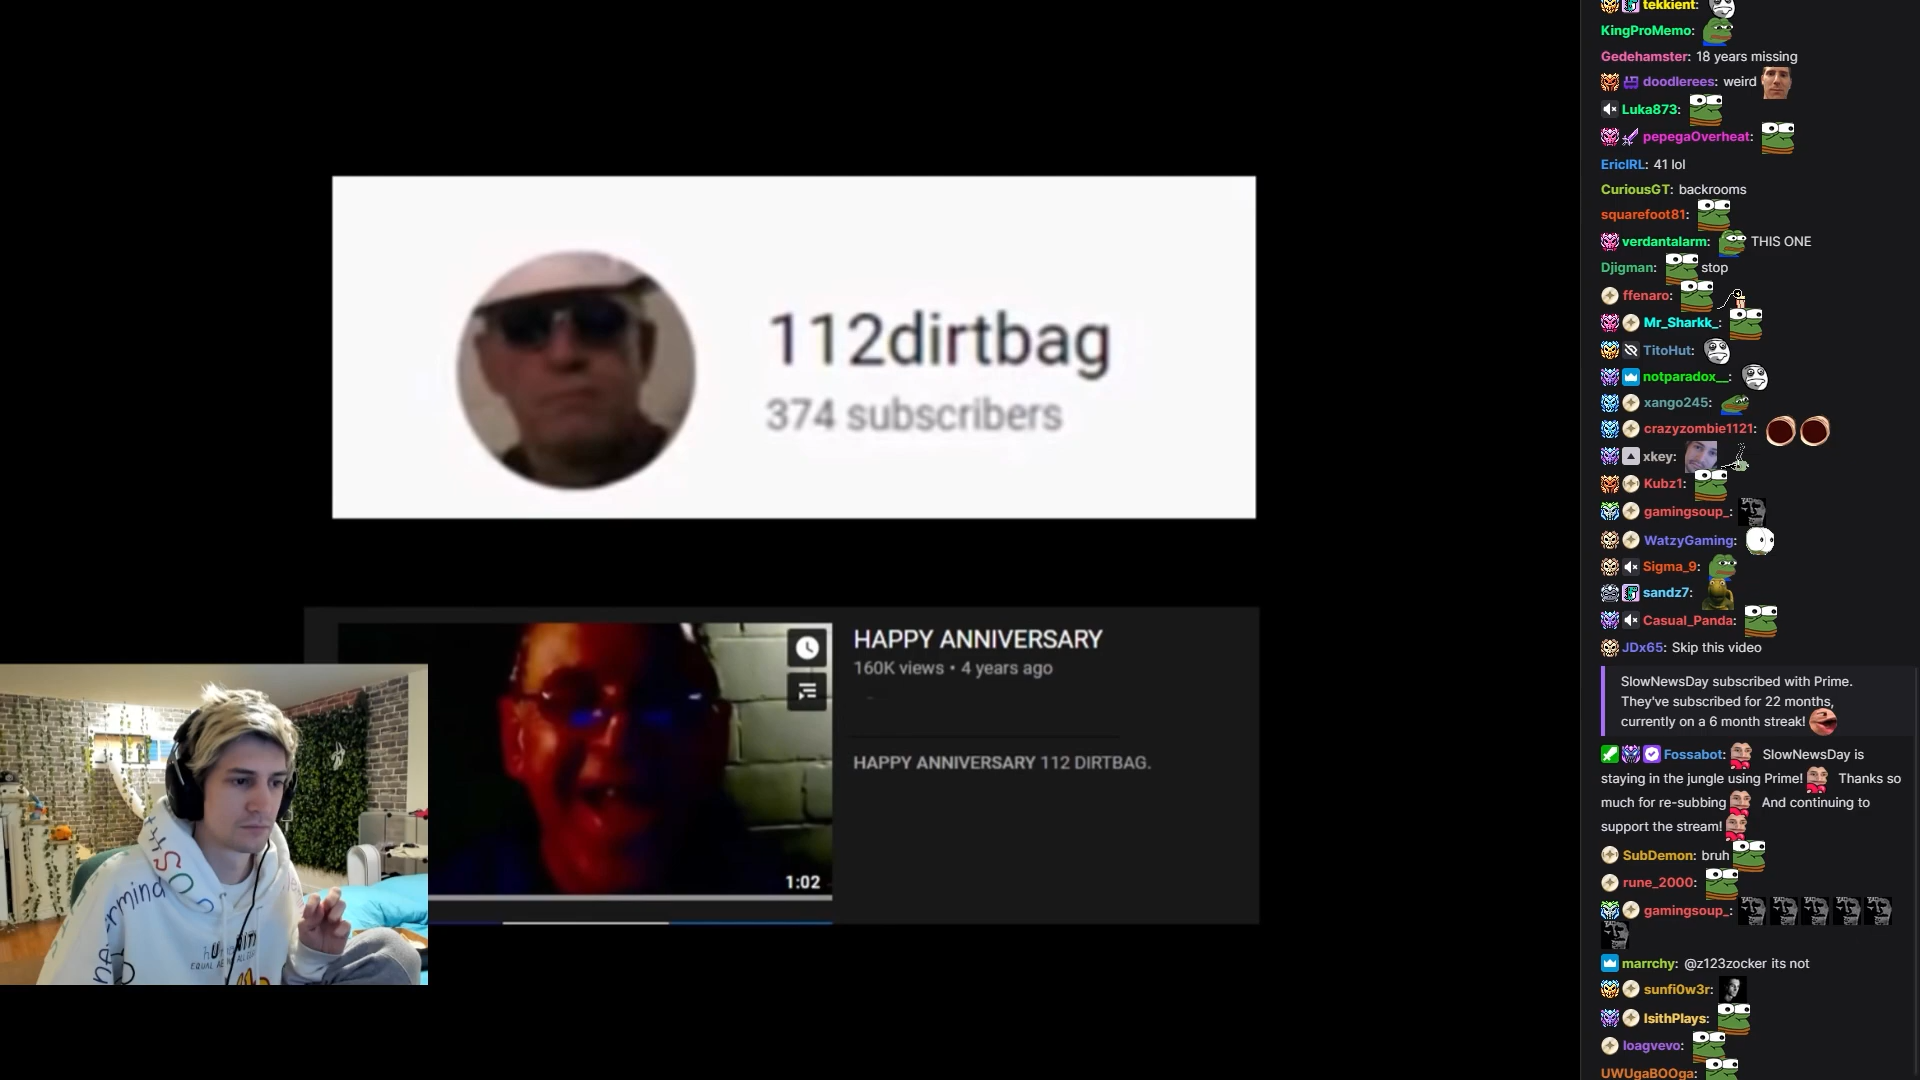 112dirtbag
374 subscribers
HAPPY ANNIVERSARY
160K views • 4 years ago
HAPPY ANNIVERSARY 112 DIRTBAG.
1:02
tekkient:
KingProMemo:
Gedehamster: 18 years missing
doodlerees: weird
Luka873:
pepegaOverheat:
EricIRL: 41 lol
CuriousGT: backrooms
squarefoot81:
verdantalarm: THIS ONE
Djigman: stop
ffenaro:
Mr_Sharkk_:
TitoHut:
notparadox__:
xango245:
crazyzombie1121:
xkey:
Kubz1:
gamingsoup_:
WatzyGaming:
Sigma_9:
sandz7:
Casual_Panda:
JDx65: Skip this video
SlowNewsDay subscribed with Prime.
They've subscribed for 22 months,
currently on a 6 month streak!
Fossabot: SlowNewsDay is
staying in the jungle using Prime! Thanks so
much for re-subbing And continuing to
support the stream!
SubDemon: bruh
rune_2000:
gamingsoup_:
marrchy: @z123zocker its not
sunfi0w3r:
IsithPlays:
loagvevo:
UWUgaBOOga: